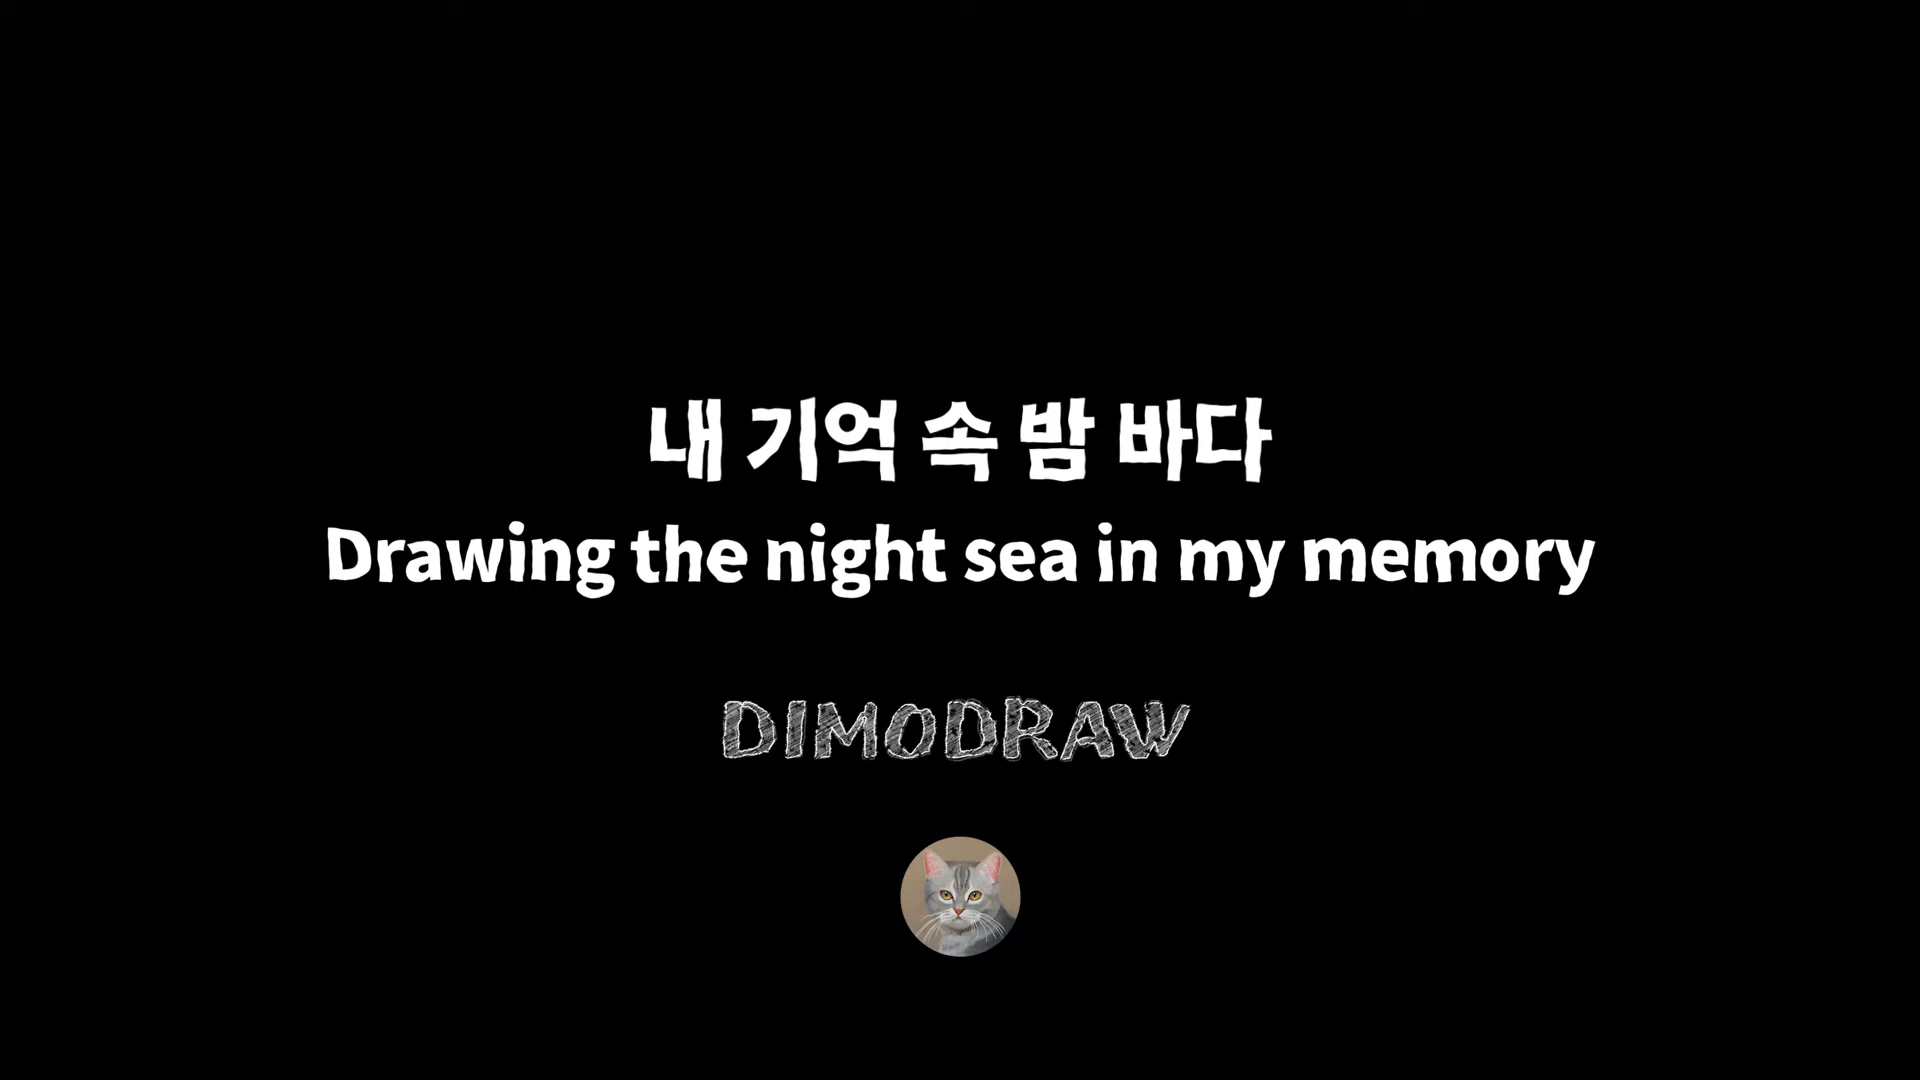 내 기억 속 밤 바다
Drawing the night sea in my memory
DIMODRAW